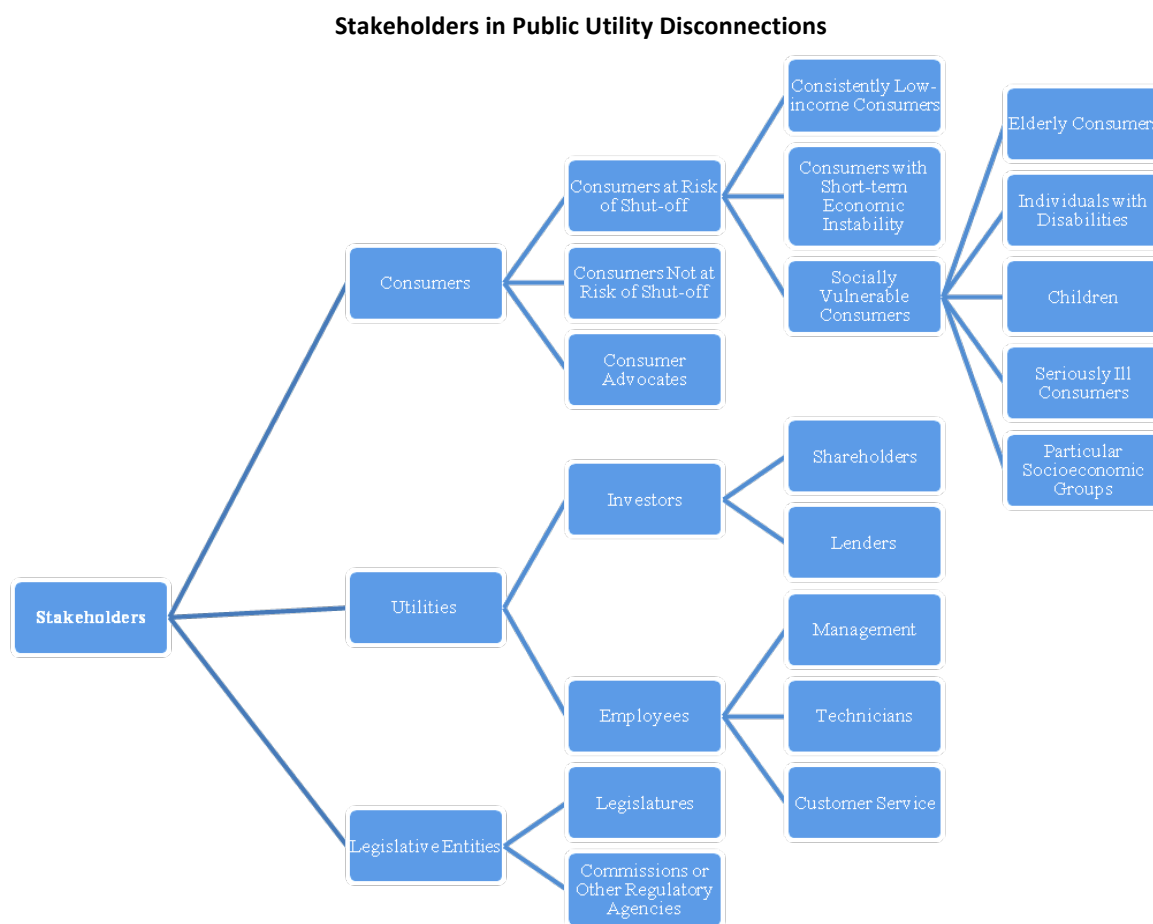 Stakeholders in Public Utility Disconnections
Stakeholders
Consumers
Consumers at Risk
of Shut-off
Consistently Low-
income Consumers
Consumers with
Short-term
Economic
Instability
Socially
Vulnerable
Consumers
Elderly Consumers
Individuals with
Disabilities
Children
Seriously Ill
Consumers
Particular
Socioeconomic
Groups
Consumers Not at
Risk of Shut-off
Consumer
Advocates
Utilities
Investors
Shareholders
Lenders
Employees
Management
Technicians
Customer Service
Legislative Entities
Legislatures
Commissions or
Other Regulatory
Agencies